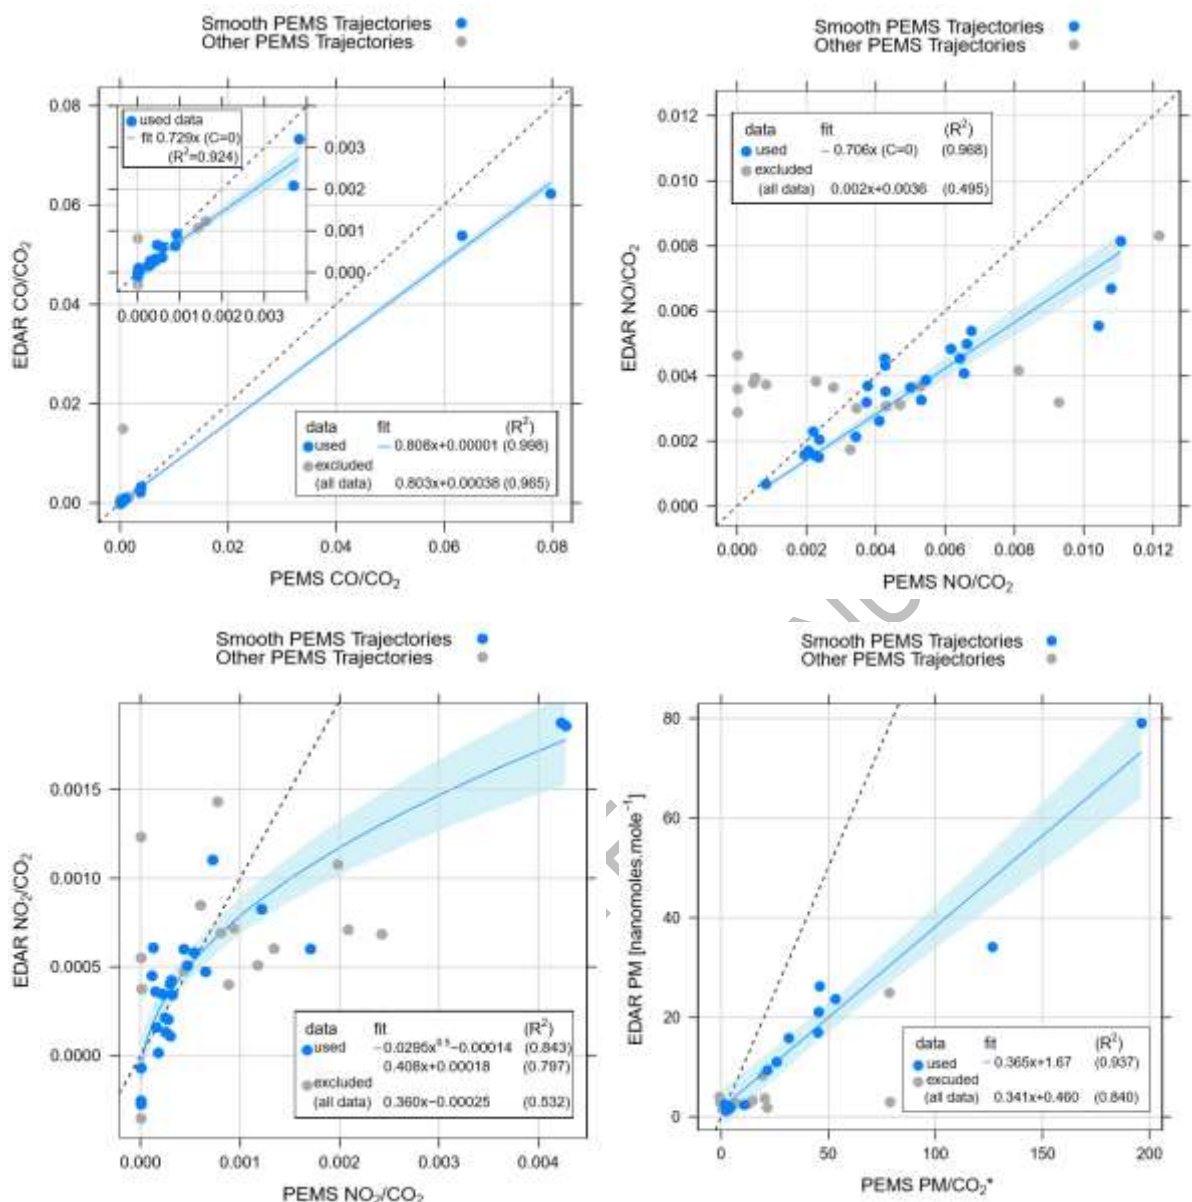 Smooth PEMS Trajectories
Other PEMS Trajectories
0.08
0.06
0.04
0.02
0.00
EDAR CO/CO₂
used data
fit 0.729x (C=0)
(R²=0.924)
0.003
0.002
0.001
0.000
0.000 0.001 0.002 0.003
data fit (R²)
used 0.806x+0.00001 (0.998)
excluded
(all data) 0.803x+0.00038 (0.965)
0.00 0.02 0.04 0.06 0.08
PEMS CO/CO₂
Smooth PEMS Trajectories
Other PEMS Trajectories
0.012
0.010
0.008
0.006
0.004
0.002
0.000
EDAR NO/CO₂
data fit (R²)
used – 0.706x (C=0) (0.968)
excluded
(all data) 0.002x+0.0036 (0.495)
0.000 0.002 0.004 0.006 0.008 0.010 0.012
PEMS NO/CO₂
Smooth PEMS Trajectories
Other PEMS Trajectories
0.0015
0.0010
0.0005
0.0000
EDAR NO₂/CO₂
data fit (R²)
used –0.0295x⁰·⁵–0.00014 (0.843)
0.408x+0.00018 (0.797)
excluded
(all data) 0.360x–0.00025 (0.532)
0.000 0.001 0.002 0.003 0.004
PEMS NO₂/CO₂
Smooth PEMS Trajectories
Other PEMS Trajectories
80
60
40
20
0
EDAR PM [nanomoles.mole⁻¹]
data fit (R²)
used – 0.365x+1.67 (0.937)
excuded
(all data) 0.341x+0.460 (0.840)
0 50 100 150 200
PEMS PM/CO₂*